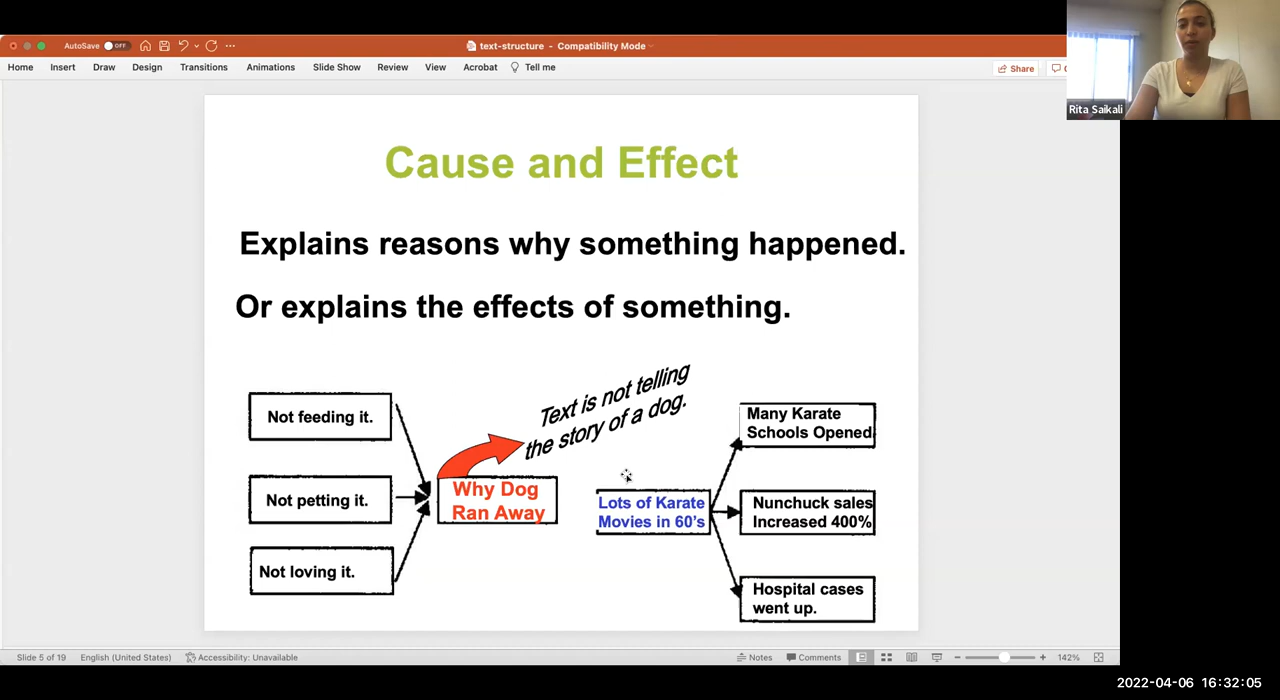 AutoSave OFF
text-structure - Compatibility Mode
Home Insert Draw Design Transitions Animations Slide Show Review View Acrobat Tell me
Share
Rita Saikali
Cause and Effect
Explains reasons why something happened.
Or explains the effects of something.
Not feeding it.
Not petting it.
Not loving it.
Why Dog
Ran Away
Text is not telling
the story of a dog.
Lots of Karate
Movies in 60's
Many Karate
Schools Opened
Nunchuck sales
Increased 400%
Hospital cases
went up.
Slide 5 of 19 English (United States) Accessibility: Unavailable Notes Comments 142%
2022-04-06 16:32:05